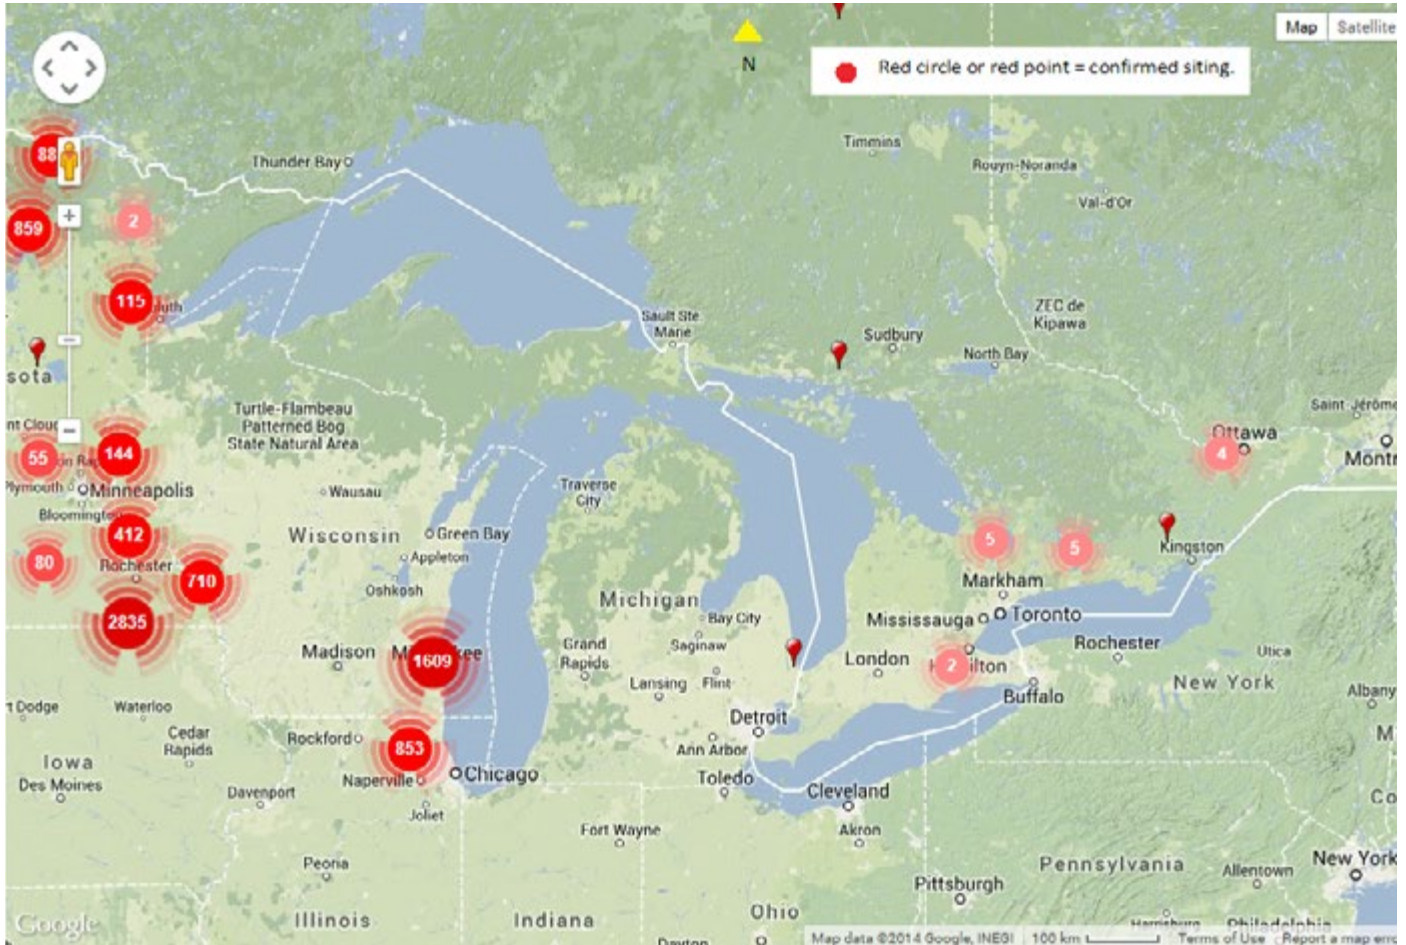 Map Satellite
N
Red circle or red point = confirmed siting.
Timmins
Rouyn-Noranda
Val-d'Or
Thunder Bay
88
859
2
115
ZEC de
Kipawa
Sault Ste.
Marie
Sudbury
North Bay
sota
Turtle-Flambeau
Patterned Bog
State Natural Area
Saint-Jérôme
Ottawa
4
Montr
55
144
Plymouth
Minneapolis
Wausau
Traverse
City
Wisconsin
Green Bay
412
Appleton
Rochester
80
710
Oshkosh
5
5
Kingston
Markham
Michigan
Bay City
Mississauga
Toronto
2835
Madison
1609
Grand
Rapids
Saginaw
Flint
Lansing
London
2
Rochester
Utica
New York
Buffalo
Albany
Waterloo
Cedar
Rapids
Rockford
853
Detroit
Ann Arbor
Iowa
Des Moines
Davenport
Naperville
Chicago
Joliet
Toledo
Cleveland
Akron
Fort Wayne
Peoria
Pennsylvania
Allentown
New York
Pittsburgh
Google
Illinois
Indiana
Ohio
Map data ©2014 Google, INEGI 100 km Terms of Use Report a map erro